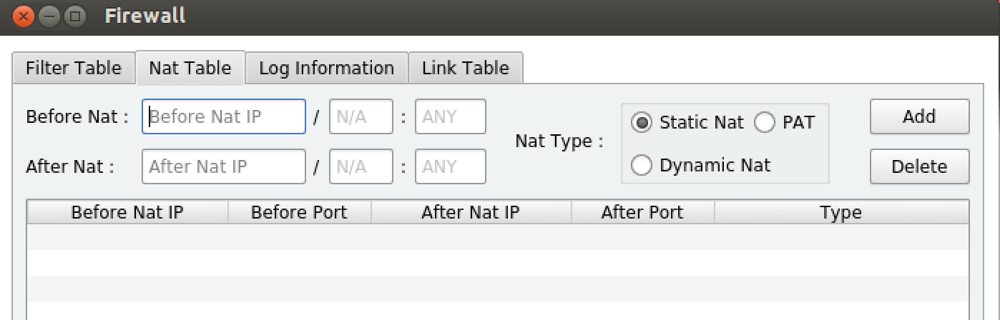 Firewall
Filter Table Nat Table Log Information Link Table
Before Nat : Before Nat IP / N/A : ANY
Static Nat PAT
Add
Nat Type :
After Nat : After Nat IP / N/A : ANY
Dynamic Nat
Delete
Before Nat IP Before Port After Nat IP After Port Type